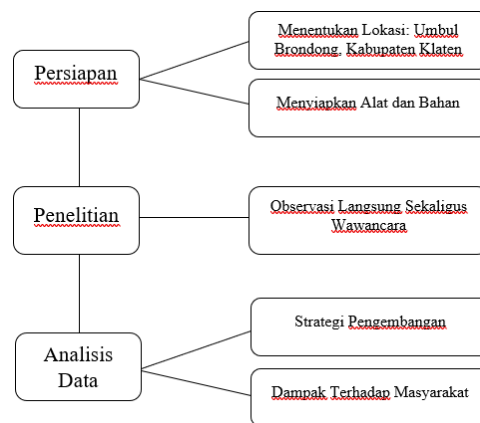 Persiapan
Menentukan Lokasi: Umbul
Brondong, Kabupaten Klaten
Menyiapkan Alat dan Bahan
Penelitian
Observasi Langsung Sekaligus
Wawancara
Analisis
Data
Strategi Pengembangan
Dampak Terhadap Masyarakat